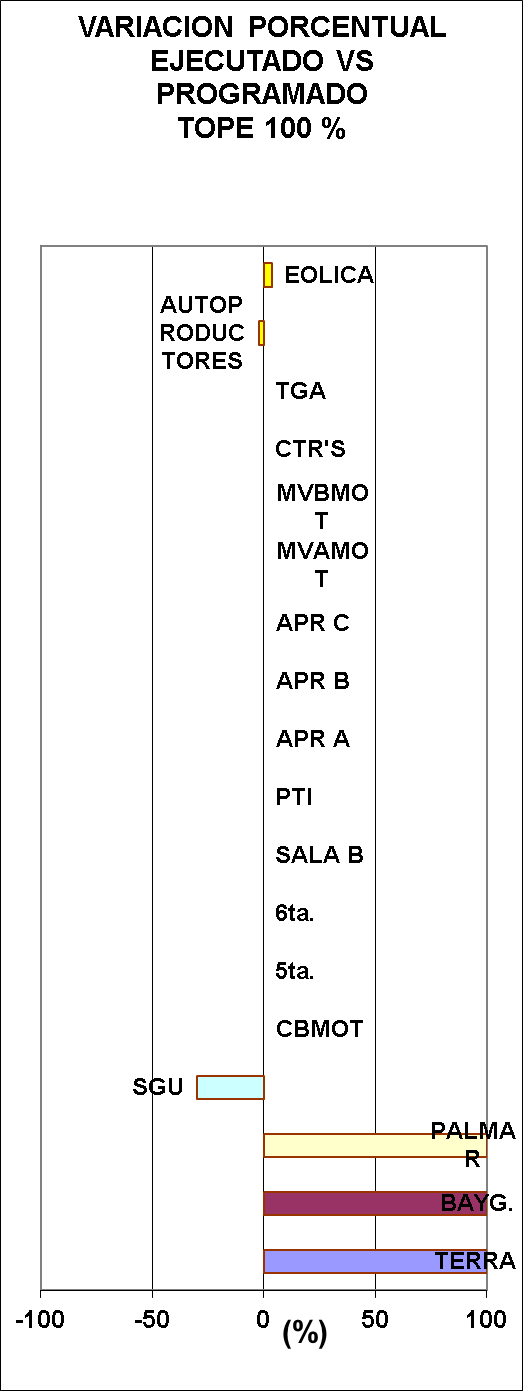 VARIACION PORCENTUAL
EJECUTADO VS
PROGRAMADO
TOPE 100 %
EOLICA
AUTOP
RODUC
TORES
TGA
CTR'S
MVBMO
T
MVAMO
T
APR C
APR B
APR A
PTI
SALA B
6ta.
5ta.
CBMOT
SGU
PALMA
R
BAYG.
TERRA
-100 -50 0 50 100
(%)